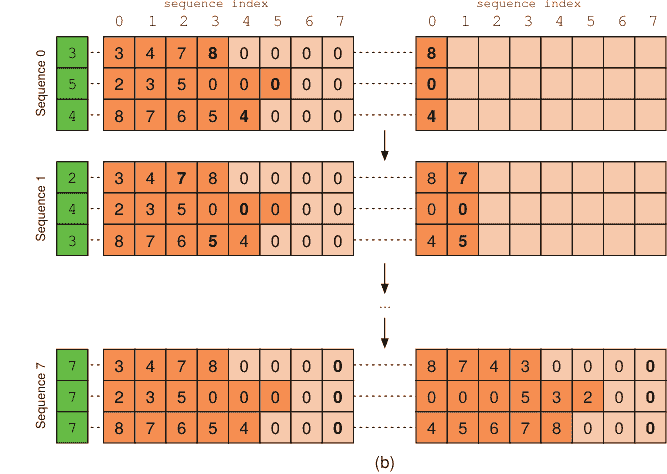 sequence index sequence index
0 1 2 3 4 5 6 7 0 1 2 3 4 5 6 7
Sequence 0
3 3 4 7 8 0 0 0 0 8
5 2 3 5 0 0 0 0 0 0
4 8 7 6 5 4 0 0 0 4
Sequence 1
2 3 4 7 8 0 0 0 0 8 7
4 2 3 5 0 0 0 0 0 0 0
3 8 7 6 5 4 0 0 0 4 5
...
Sequence 7
7 3 4 7 8 0 0 0 0 8 7 4 3 0 0 0 0
7 2 3 5 0 0 0 0 0 0 0 0 5 3 2 0 0
7 8 7 6 5 4 0 0 0 4 5 6 7 8 0 0 0
(b)